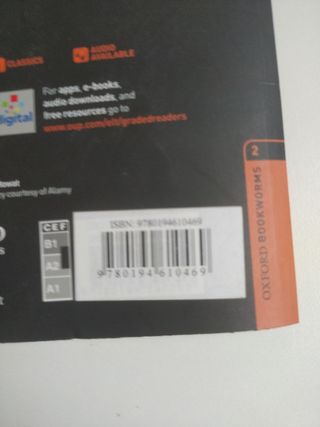 CLASSICS
AUDIO
AVAILABLE
For apps, e-books,
audio downloads, and
free resources go to
www.oup.com/elt/gradedreaders
digital
2
OXFORD BOOKWORMS
courtesy of Alamy
CEF
B1
A2
A1
ISBN: 9780194610469
9 780194 610469